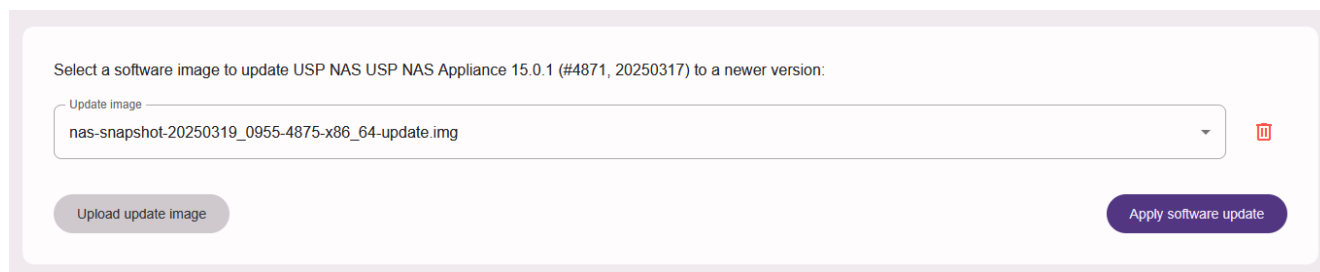 Select a software image to update USP NAS USP NAS Appliance 15.0.1 (#4871, 20250317) to a newer version:
Update image
nas-snapshot-20250319_0955-4875-x86_64-update.img
Upload update image
Apply software update